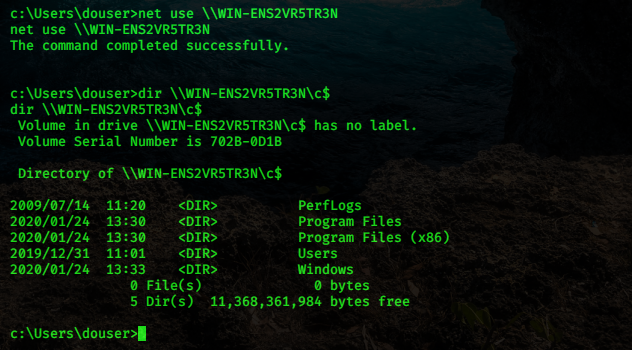 c:\Users\douser>net use \\WIN-ENS2VR5TR3N
net use \\WIN-ENS2VR5TR3N
The command completed successfully.
c:\Users\douser>dir \\WIN-ENS2VR5TR3N\c$
dir \\WIN-ENS2VR5TR3N\c$
 Volume in drive \\WIN-ENS2VR5TR3N\c$ has no label.
 Volume Serial Number is 702B-0D1B
 Directory of \\WIN-ENS2VR5TR3N\c$
2009/07/14  11:20    <DIR>          PerfLogs
2020/01/24  13:30    <DIR>          Program Files
2020/01/24  13:30    <DIR>          Program Files (x86)
2019/12/31  11:01    <DIR>          Users
2020/01/24  13:33    <DIR>          Windows
               0 File(s)              0 bytes
               5 Dir(s)  11,368,361,984 bytes free
c:\Users\douser>